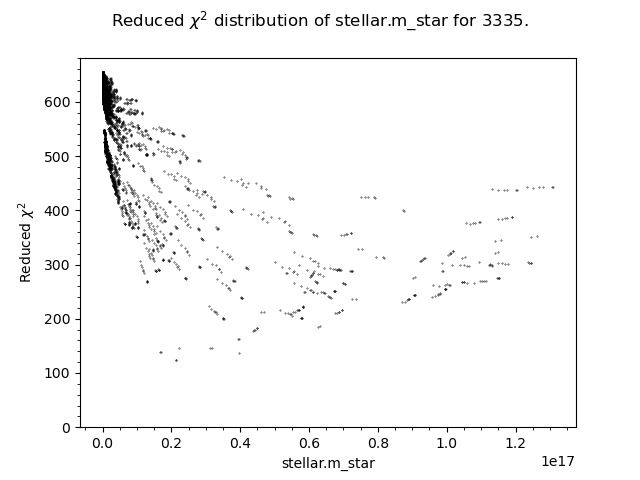 Reduced χ² distribution of stellar.m_star for 3335.
600
500
400
300
200
100
0
Reduced χ²
0.0 0.2 0.4 0.6 0.8 1.0 1.2
1e17
stellar.m_star